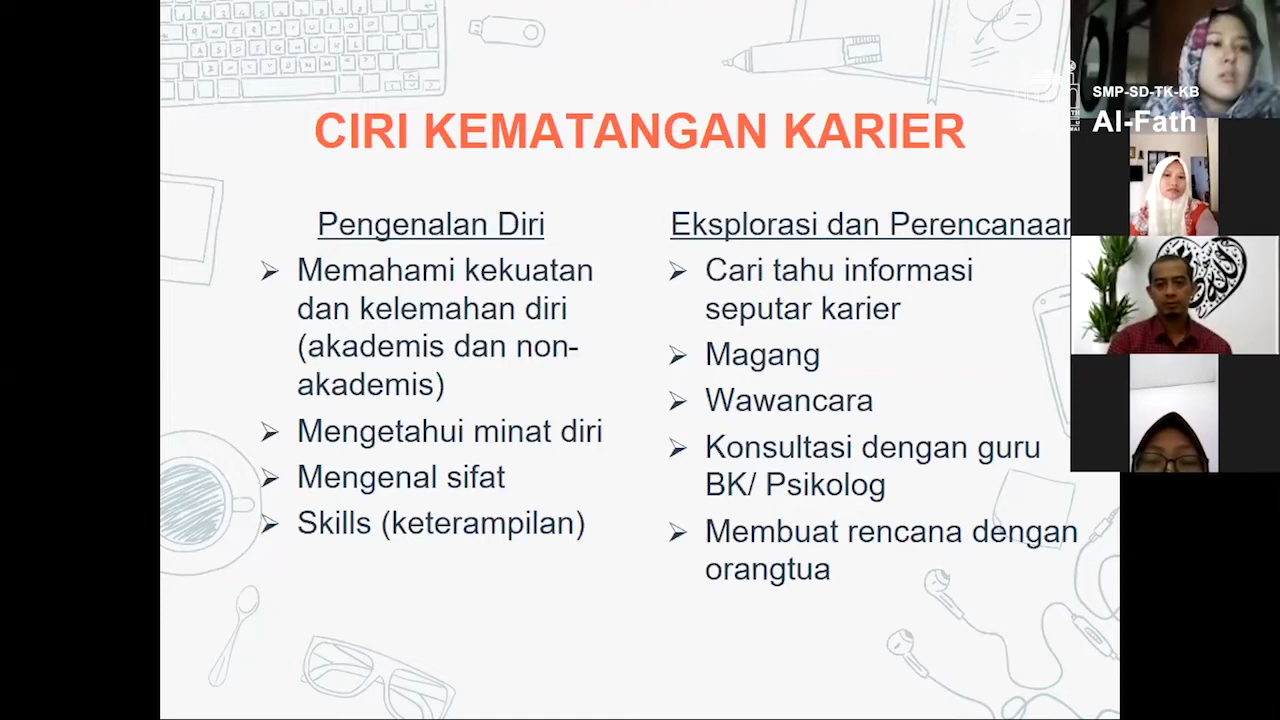 CIRI KEMATANGAN KARIER
Pengenalan Diri
Memahami kekuatan
dan kelemahan diri
(akademis dan non-
akademis)
Mengetahui minat diri
Mengenal sifat
Skills (keterampilan)
Eksplorasi dan Perencanaan
Cari tahu informasi
seputar karier
Magang
Wawancara
Konsultasi dengan guru
BK/ Psikolog
Membuat rencana dengan
orangtua
SMP-SD-TK-KB
Al-Fath